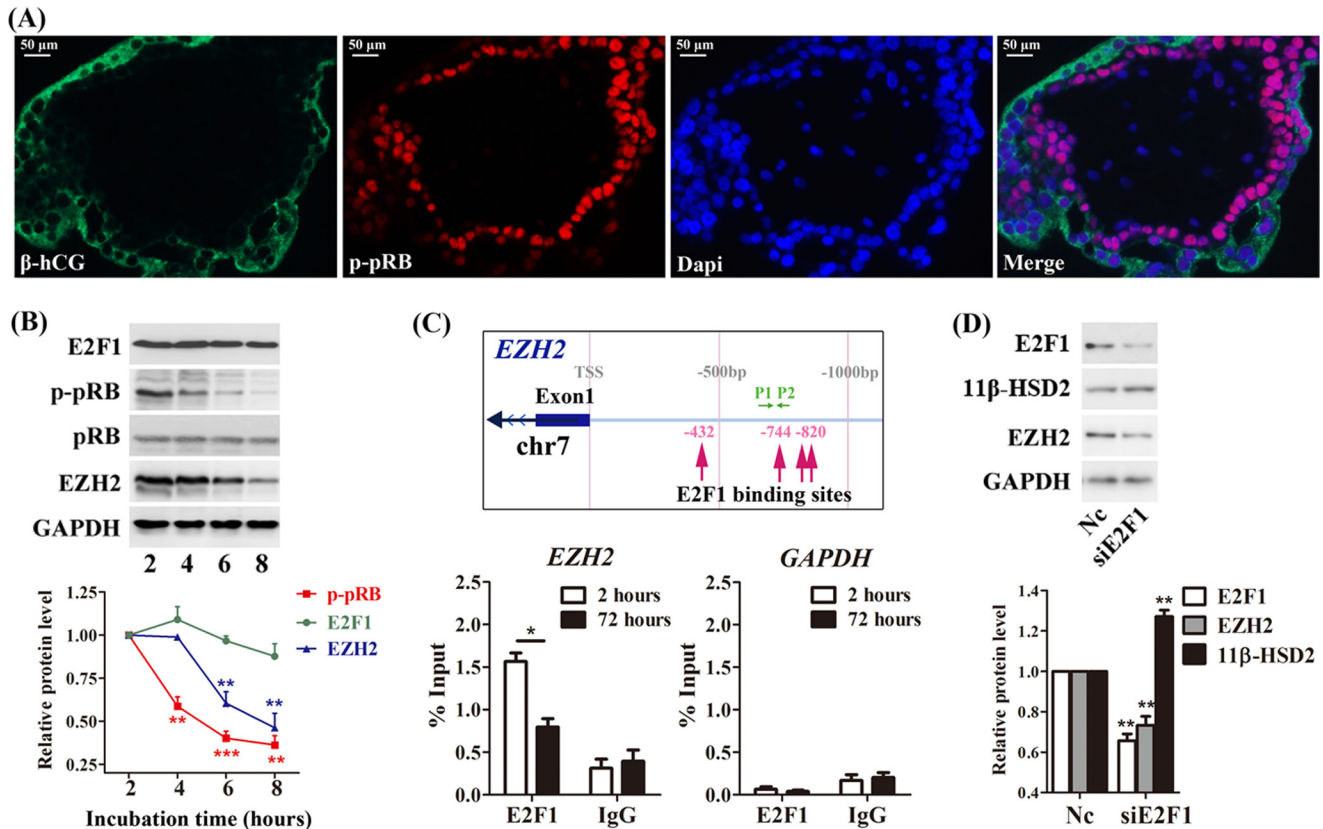 (A)
50 μm
50 μm
50 μm
50 μm
β-hCG
p-pRB
Dapi
Merge
(B)
E2F1
p-pRB
pRB
EZH2
GAPDH
2 4 6 8
Relative protein level
1.25
1.00
0.75
0.50
0.25
p-pRB
E2F1
EZH2
**
***
**
**
**
2 4 6 8
Incubation time (hours)
(C)
EZH2
TSS
-500bp
-1000bp
Exon1
P1 P2
chr7
-432
-744
-820
E2F1 binding sites
EZH2
% Input
2.5
2.0
1.5
1.0
0.5
0.0
2 hours
72 hours
*
E2F1
IgG
GAPDH
% Input
2.5
2.0
1.5
1.0
0.5
0.0
2 hours
72 hours
E2F1
IgG
(D)
E2F1
11β-HSD2
EZH2
GAPDH
Nc
siE2F1
Relative protein level
1.4
1.2
1.0
0.8
0.6
0.4
**
**
**
E2F1
EZH2
11β-HSD2
Nc
siE2F1